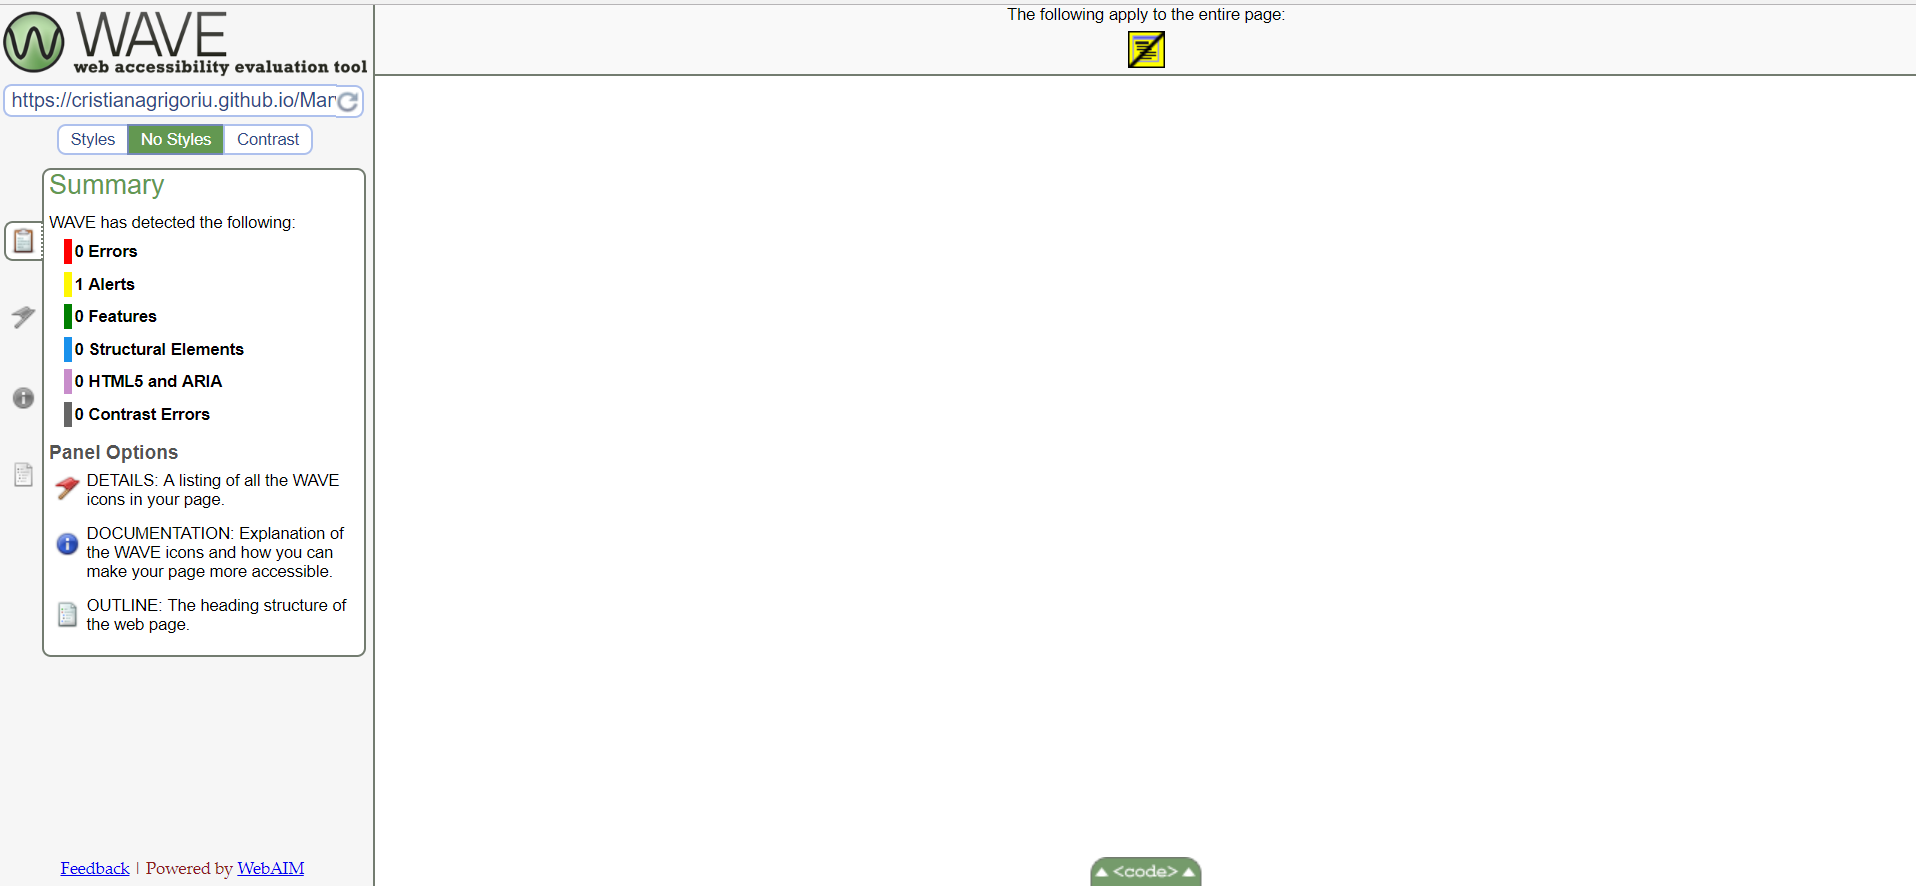 WAVE
web accessibility evaluation tool
https://cristianagrigoriu.github.io/Mar
Styles No Styles Contrast
Summary
WAVE has detected the following:
0 Errors
1 Alerts
0 Features
0 Structural Elements
0 HTML5 and ARIA
0 Contrast Errors
Panel Options
DETAILS: A listing of all the WAVE
icons in your page.
DOCUMENTATION: Explanation of
the WAVE icons and how you can
make your page more accessible.
OUTLINE: The heading structure of
the web page.
Feedback | Powered by WebAIM
The following apply to the entire page:
<code>